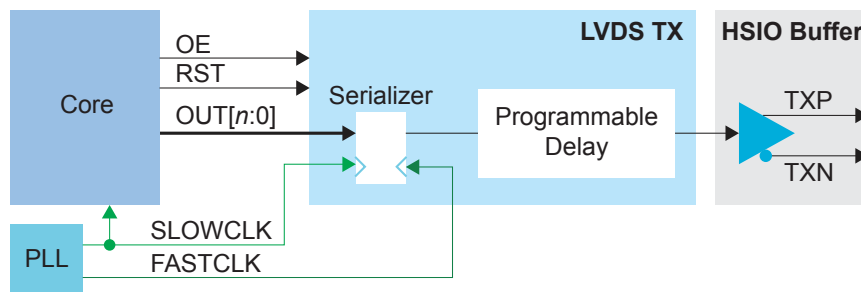 LVDS TX
HSIO Buffer
OE
RST
Core
OUT[n:0]
Serializer
Programmable
Delay
TXP
TXN
SLOWCLK
PLL
FASTCLK